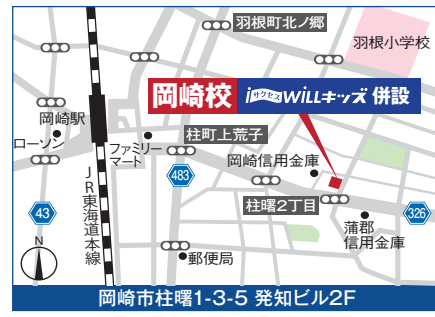 羽根町北ノ郷
羽根小学校
岡崎校 iサクセスWiLLキッズ 併設
岡崎駅
ローソン
ファミリー
マート
柱町上荒子
岡崎信用金庫
483
柱曙2丁目
43
326
JR東海道本線
蒲郡
信用金庫
N
郵便局
岡崎市柱曙1-3-5 発知ビル2F